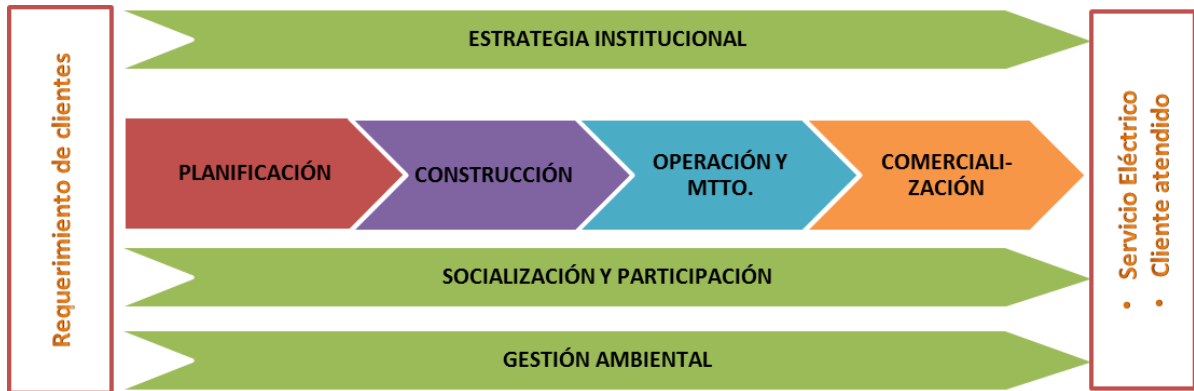 Requerimiento de clientes
ESTRATEGIA INSTITUCIONAL
PLANIFICACIÓN
CONSTRUCCIÓN
OPERACIÓN Y
MTTO.
COMERCIALI-
ZACIÓN
SOCIALIZACIÓN Y PARTICIPACIÓN
GESTIÓN AMBIENTAL
• Servicio Eléctrico
• Cliente atendido